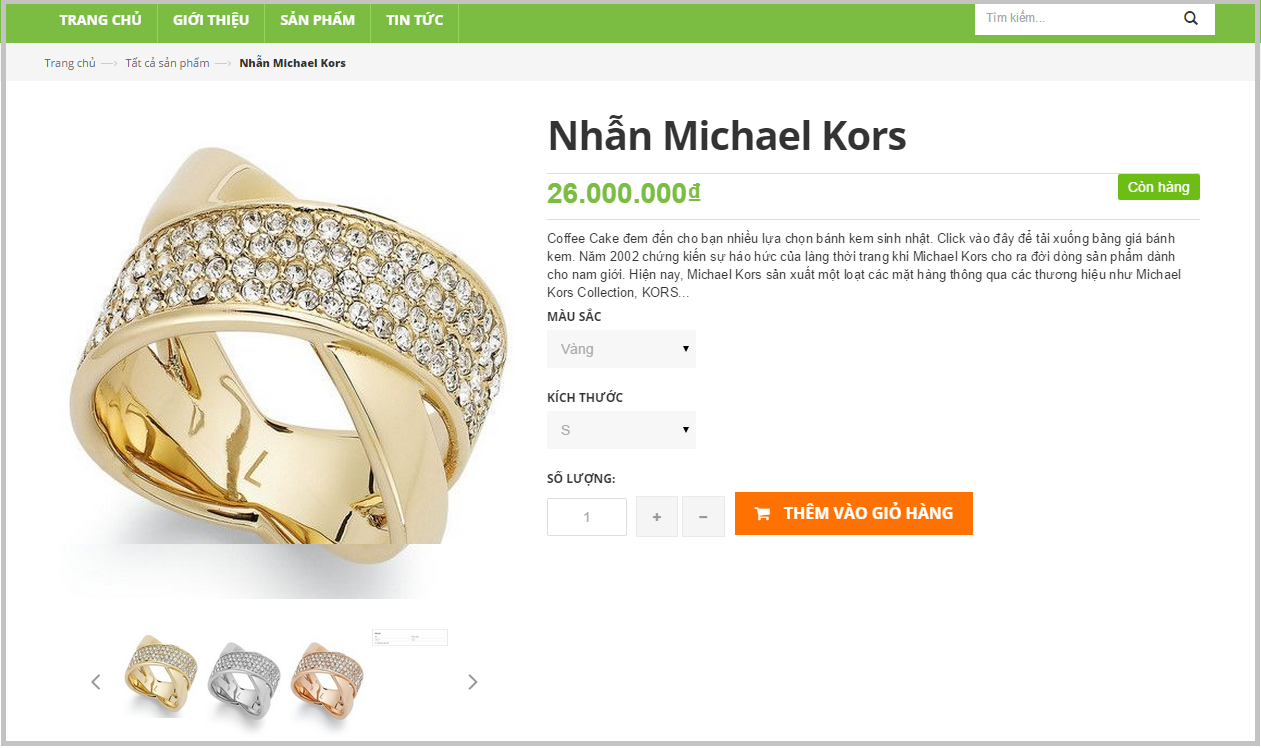 TRANG CHỦ GIỚI THIỆU SẢN PHẨM TIN TỨC Tìm kiếm...
Trang chủ Tất cả sản phẩm Nhẫn Michael Kors
Nhẫn Michael Kors
26.000.000₫ Còn hàng
Coffee Cake đem đến cho bạn nhiều lựa chọn bánh kem sinh nhật. Click vào đây để tải xuống bảng giá bánh
kem. Năm 2002 chứng kiến sự háo hức của làng thời trang khi Michael Kors cho ra đời dòng sản phẩm dành
cho nam giới. Hiện nay, Michael Kors sản xuất một loạt các mặt hàng thông qua các thương hiệu như Michael
Kors Collection, KORS...
MÀU SẮC
Vàng
KÍCH THƯỚC
S
SỐ LƯỢNG:
1 + − THÊM VÀO GIỎ HÀNG